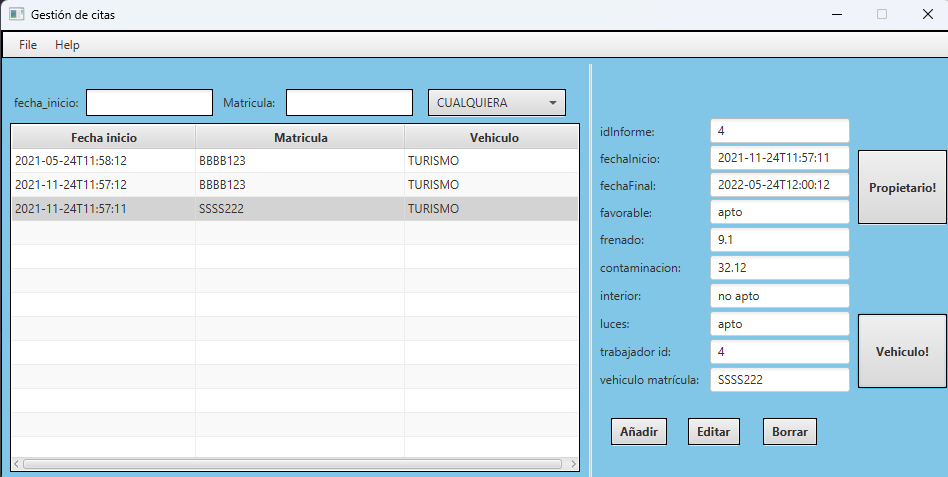 Gestión de citas
File Help
fecha_inicio: Matricula: CUALQUIERA
Fecha inicio Matricula Vehiculo
2021-05-24T11:58:12 BBBB123 TURISMO
2021-11-24T11:57:12 BBBB123 TURISMO
2021-11-24T11:57:11 SSSS222 TURISMO
idInforme: 4
fechaInicio: 2021-11-24T11:57:11
fechaFinal: 2022-05-24T12:00:12
favorable: apto
frenado: 9.1
contaminacion: 32.12
interior: no apto
luces: apto
trabajador id: 4
vehiculo matrícula: SSSS222
Propietario!
Vehiculo!
Añadir Editar Borrar